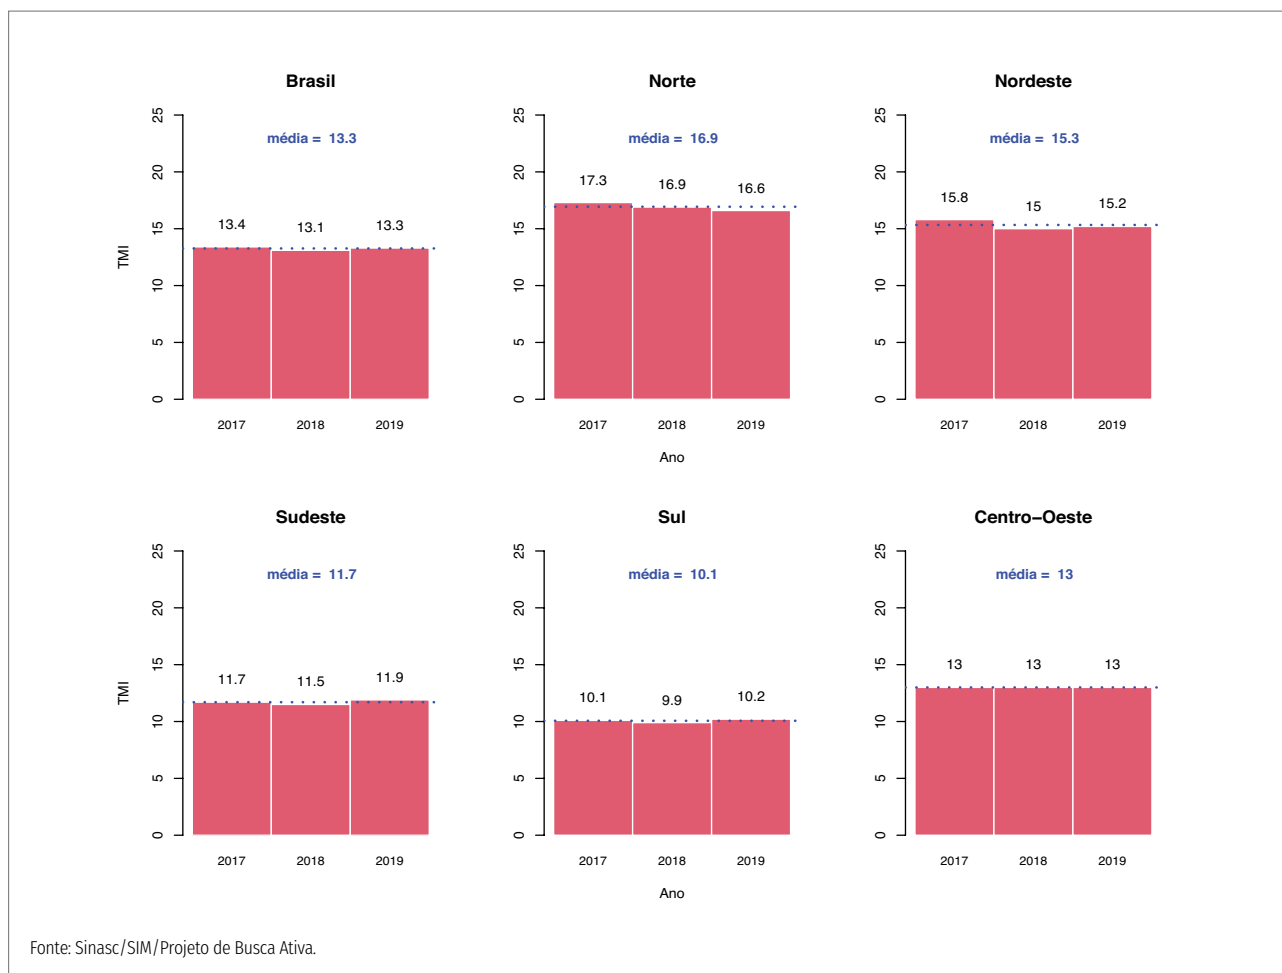 Brasil
média = 13.3
25
20
15
10
5
0
TMI
13.4 13.1 13.3
2017 2018 2019
Norte
média = 16.9
25
20
15
10
5
0
17.3 16.9 16.6
2017 2018 2019
Ano
Nordeste
média = 15.3
25
20
15
10
5
0
15.8 15 15.2
2017 2018 2019
Sudeste
média = 11.7
25
20
15
10
5
0
TMI
11.7 11.5 11.9
2017 2018 2019
Sul
média = 10.1
25
20
15
10
5
0
10.1 9.9 10.2
2017 2018 2019
Ano
Centro-Oeste
média = 13
25
20
15
10
5
0
13 13 13
2017 2018 2019
Fonte: Sinasc/SIM/Projeto de Busca Ativa.